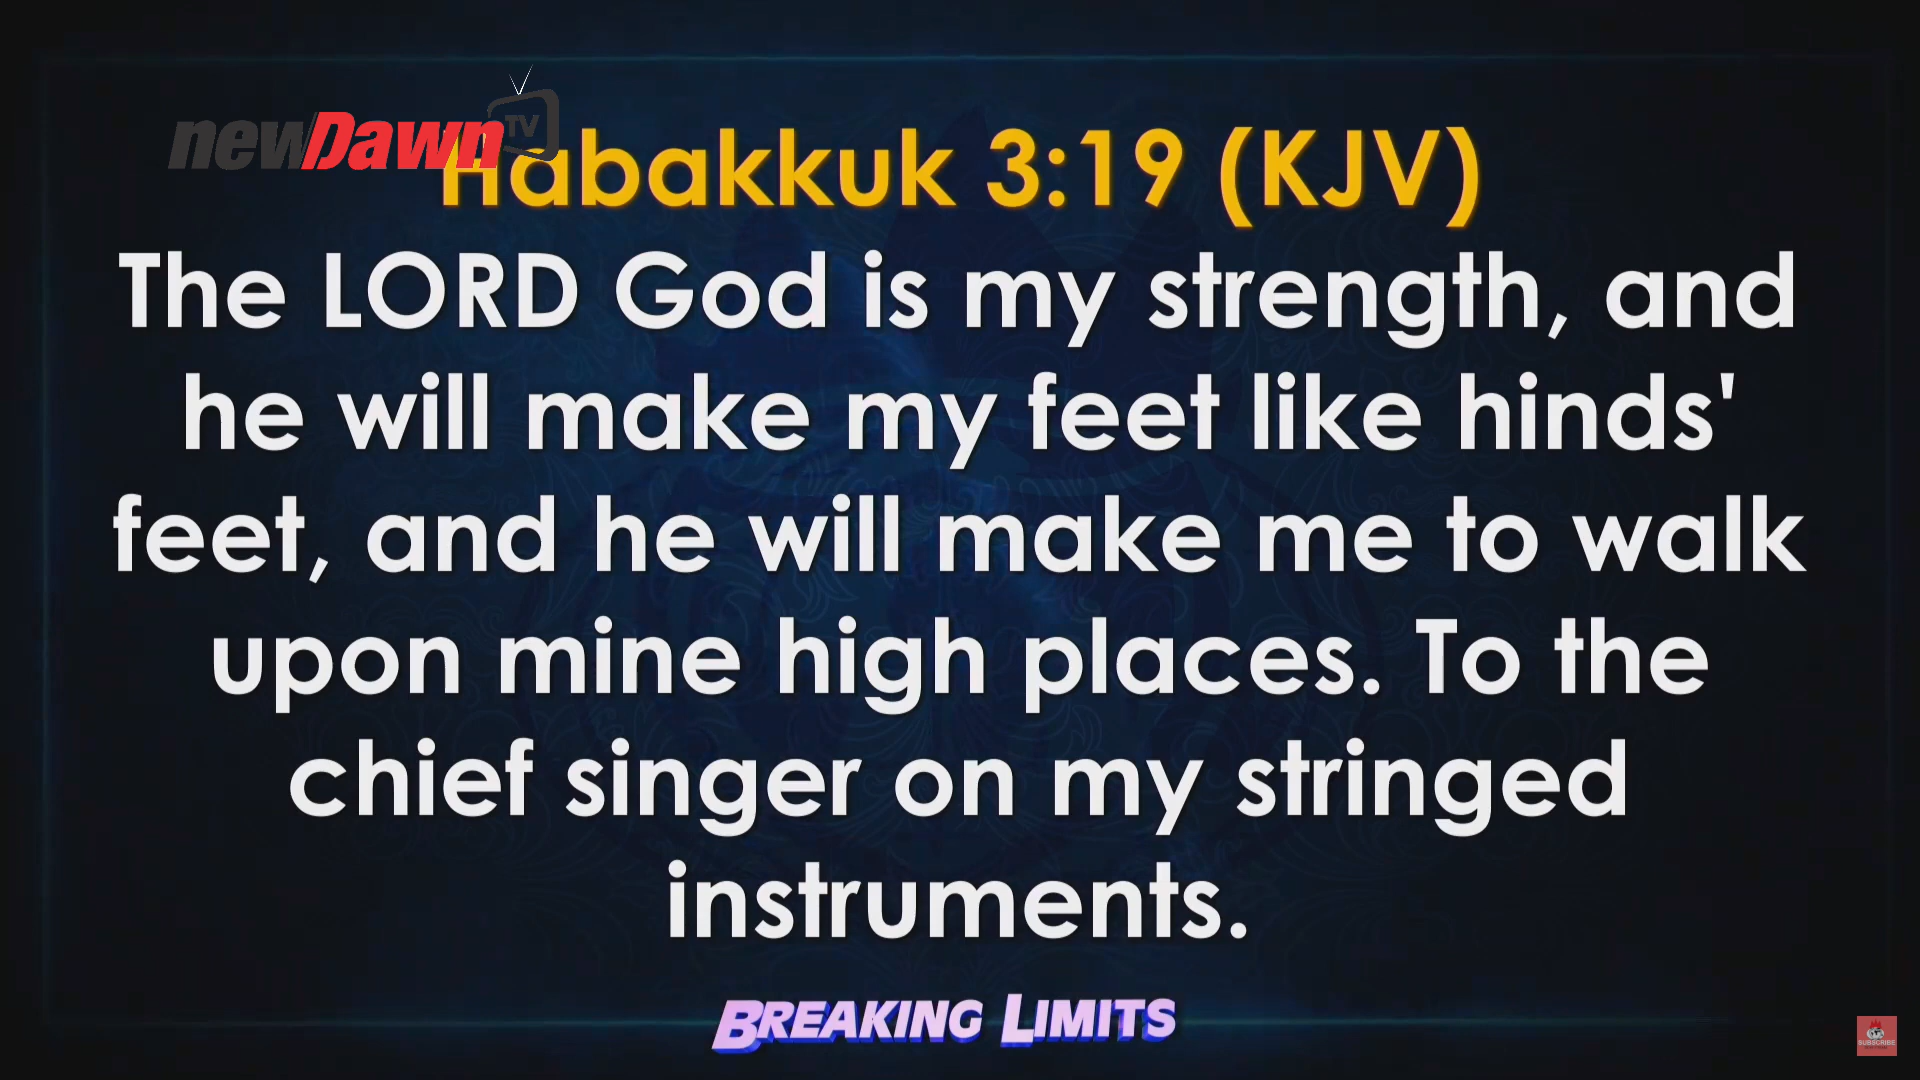 newDawn TV
Habakkuk 3:19 (KJV)
The LORD God is my strength, and
he will make my feet like hinds'
feet, and he will make me to walk
upon mine high places. To the
chief singer on my stringed
instruments.
BREAKING LIMITS
SUBSCRIBE